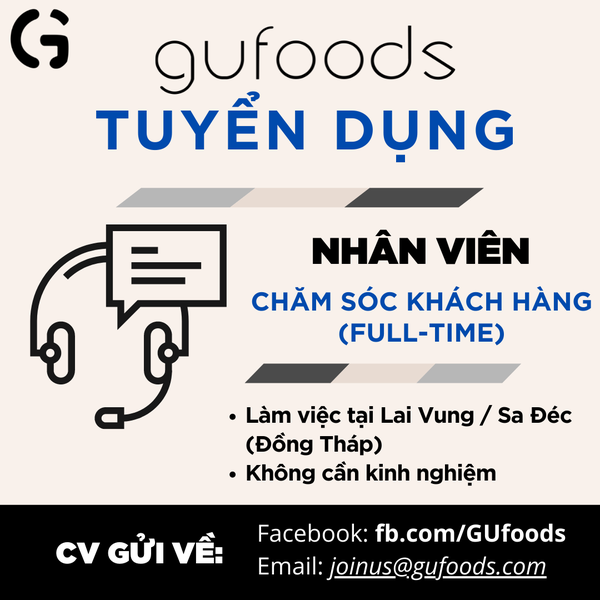 gufoods
TUYỂN DỤNG
NHÂN VIÊN
CHĂM SÓC KHÁCH HÀNG
(FULL-TIME)
• Làm việc tại Lai Vung / Sa Đéc
(Đồng Tháp)
• Không cần kinh nghiệm
CV GỬI VỀ:
Facebook: fb.com/GUfoods
Email: joinus@gufoods.com